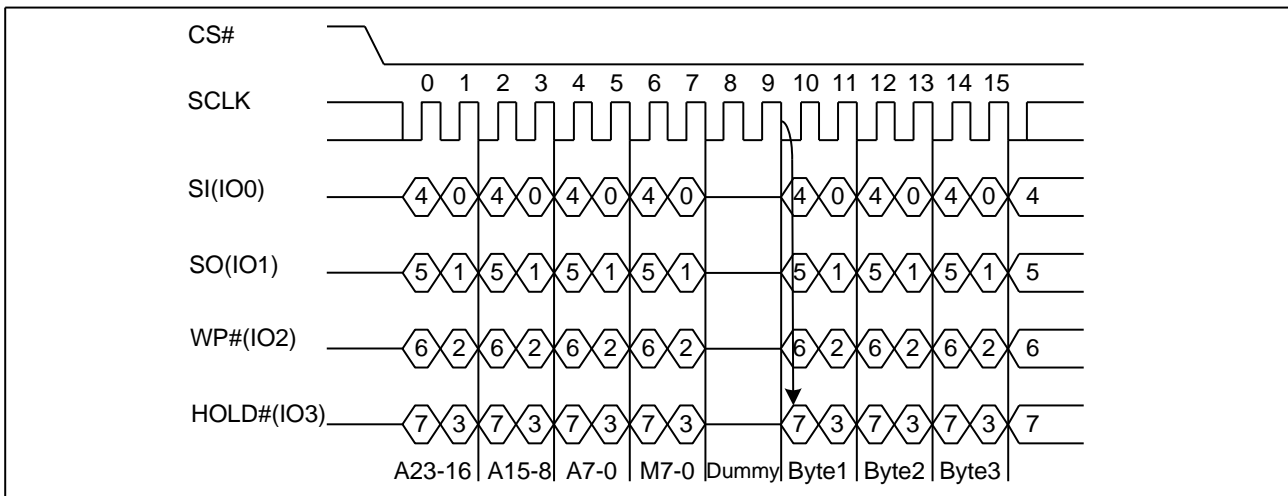 CS#
0 1 2 3 4 5 6 7 8 9 10 11 12 13 14 15
SCLK
SI(IO0) 4 0 4 0 4 0 4 0 4 0 4 0 4 0 4
SO(IO1) 5 1 5 1 5 1 5 1 5 1 5 1 5 1 5
WP#(IO2) 6 2 6 2 6 2 6 2 6 2 6 2 6 2 6
HOLD#(IO3) 7 3 7 3 7 3 7 3 7 3 7 3 7 3 7
A23-16 A15-8 A7-0 M7-0 Dummy Byte1 Byte2 Byte3